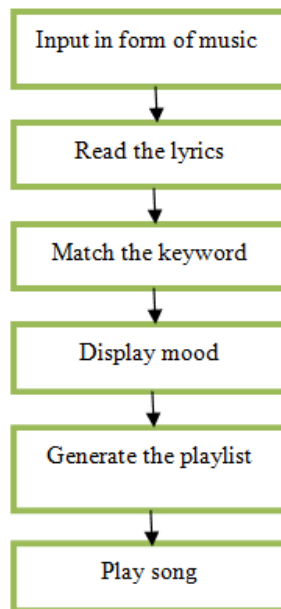 Input in form of music
Read the lyrics
Match the keyword
Display mood
Generate the playlist
Play song